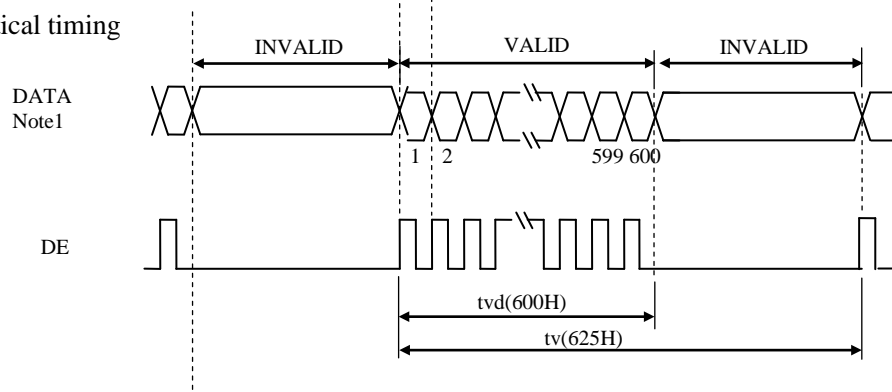 ical timing
INVALID VALID INVALID
DATA
Note1
1 2 599 600
DE
tvd(600H)
tv(625H)